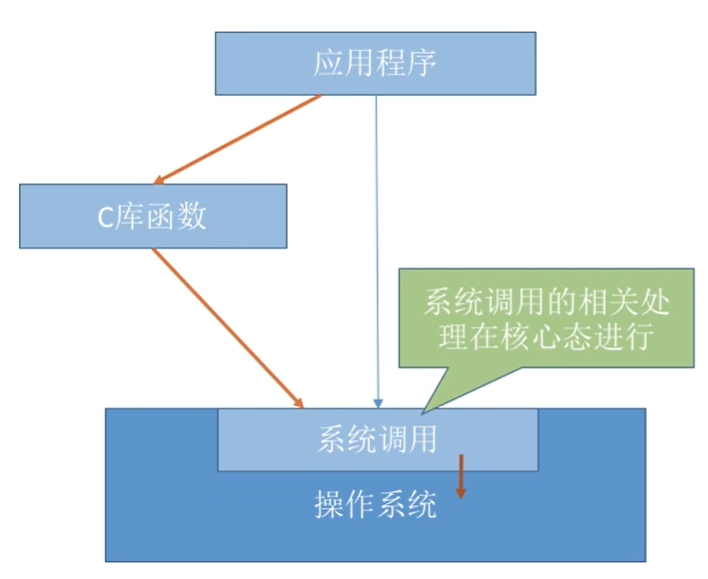 应用程序
C库函数
系统调用的相关处
理在核心态进行
系统调用
操作系统